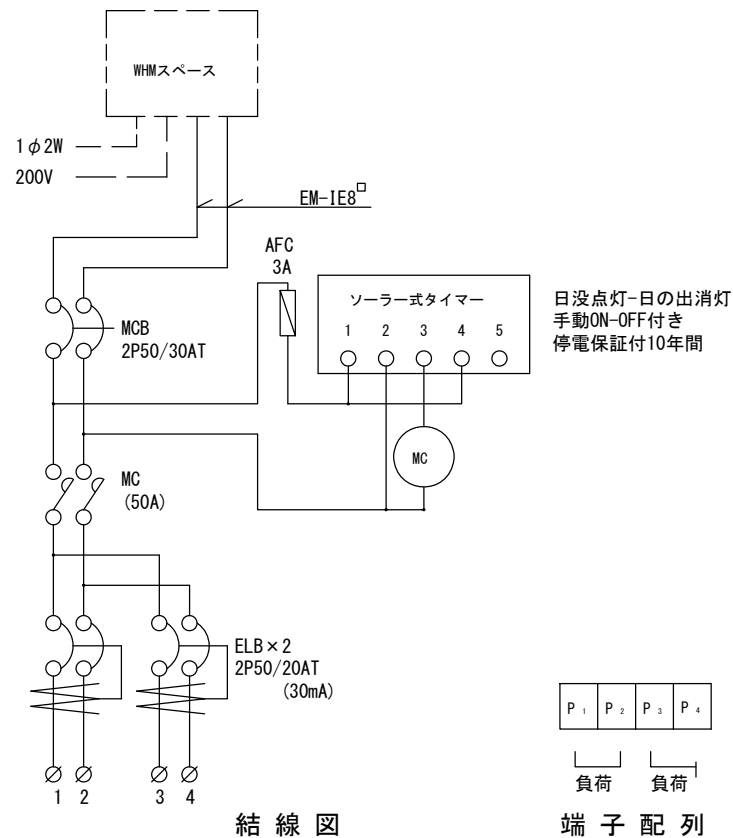 WHMスペース
1φ2W
200V
EM-IE8□
AFC
3A
ソーラー式タイマー
1 2 3 4 5
日没点灯-日の出消灯
手動ON-OFF付き
停電保証付10年間
MCB
2P50/30AT
MC
MC
(50A)
ELB×2
2P50/20AT
(30mA)
1 2 3 4
P1 P2 P3 P4
負荷 負荷
結線図
端子配列